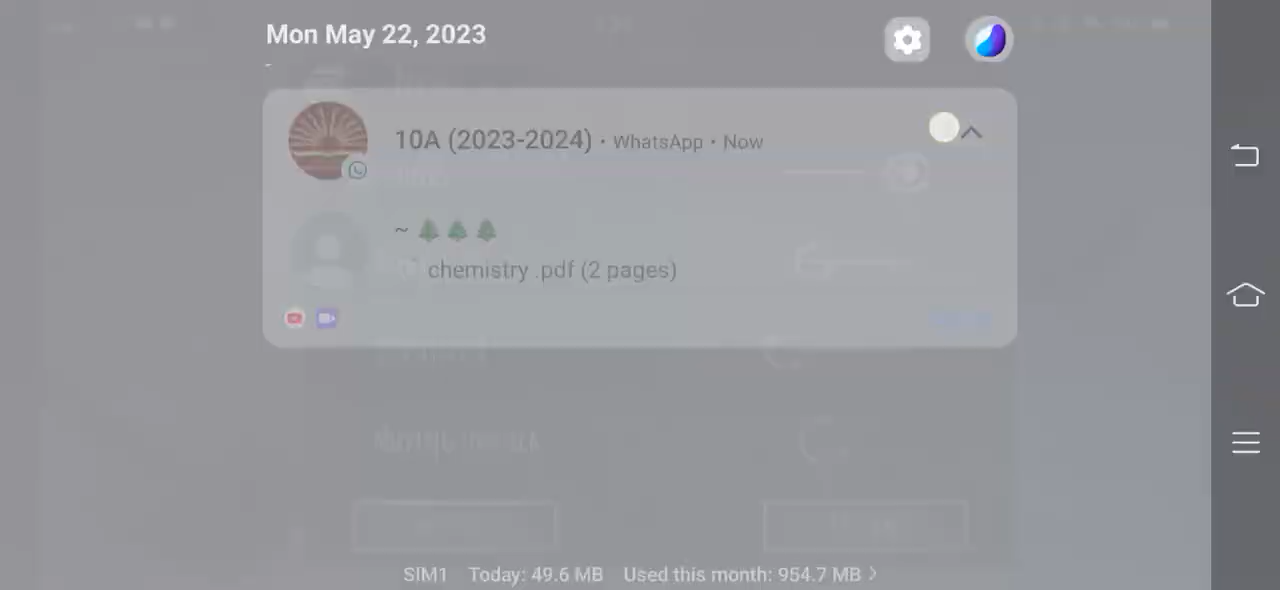 Mon May 22, 2023
10A (2023-2024) • WhatsApp • Now
~ 🌲🌲🌲
chemistry .pdf (2 pages)
SIM1 Today: 49.6 MB Used this month: 954.7 MB >